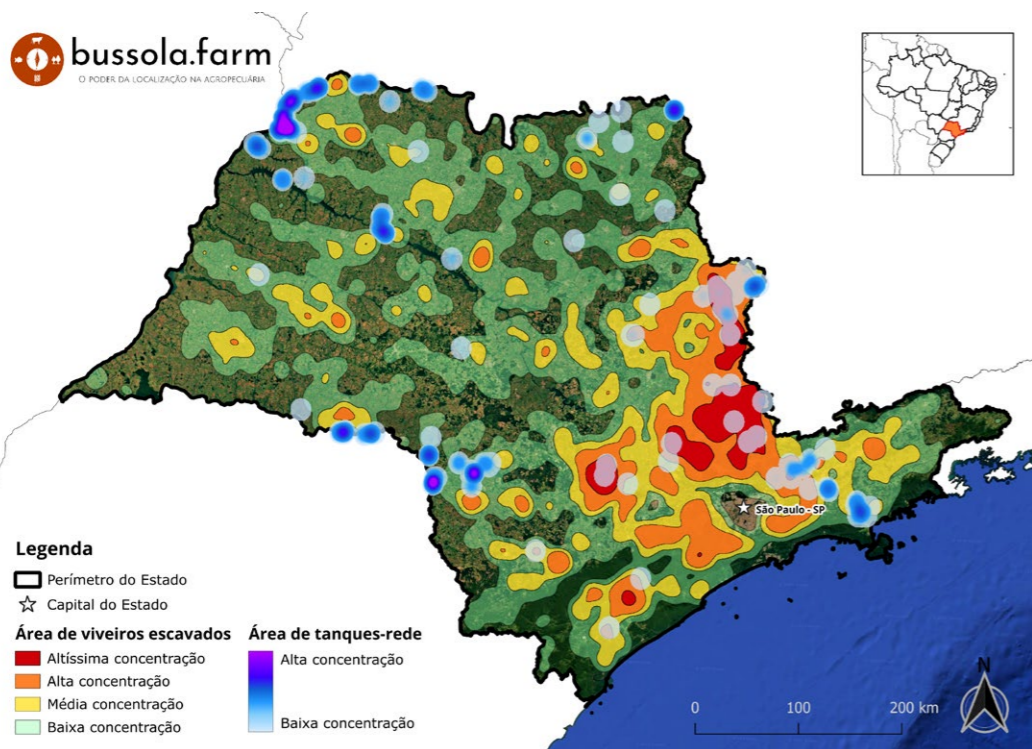 bussola.farm
O PODER DA LOCALIZAÇÃO NA AGROPECUÁRIA
São Paulo - SP
Legenda
Perímetro do Estado
Capital do Estado
Área de viveiros escavados
Altíssima concentração
Alta concentração
Média concentração
Baixa concentração
Área de tanques-rede
Alta concentração
Baixa concentração
N
0 100 200 km